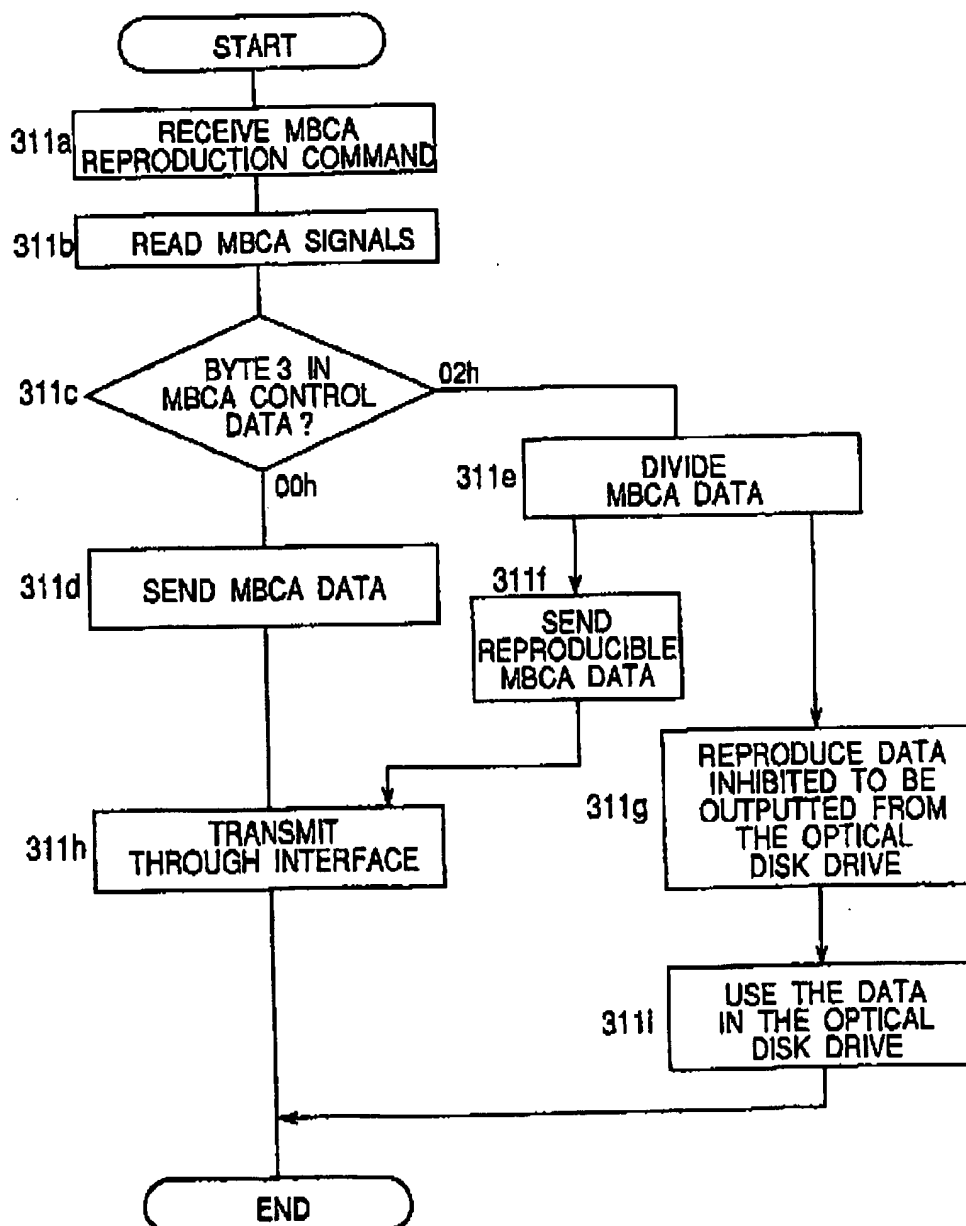 START
311a
RECEIVE MBCA
REPRODUCTION COMMAND
311b
READ MBCA SIGNALS
311c
BYTE 3 IN
MBCA CONTROL
DATA ?
02h
00h
311e
DIVIDE
MBCA DATA
311d
SEND MBCA DATA
311f
SEND
REPRODUCIBLE
MBCA DATA
311g
REPRODUCE DATA
INHIBITED TO BE
OUTPUTTED FROM
THE OPTICAL
DISK DRIVE
311h
TRANSMIT
THROUGH INTERFACE
311i
USE THE DATA
IN THE OPTICAL
DISK DRIVE
END